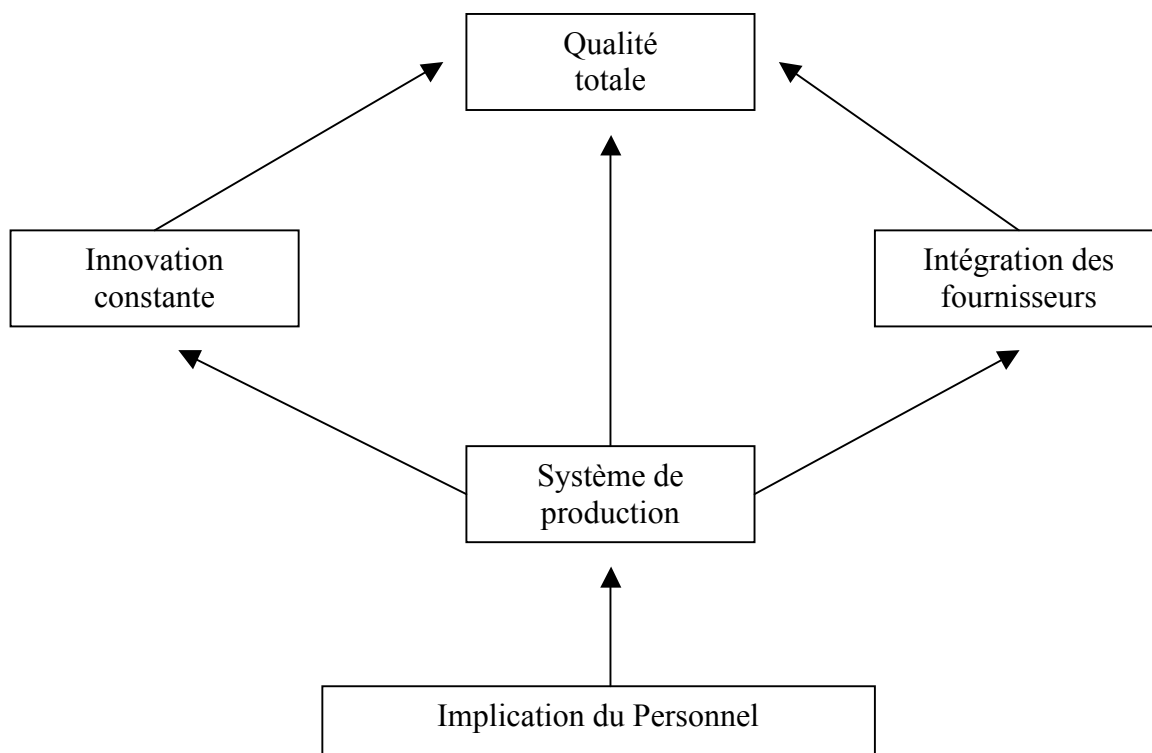 Qualité
totale
Innovation
constante
Intégration des
fournisseurs
Système de
production
Implication du Personnel